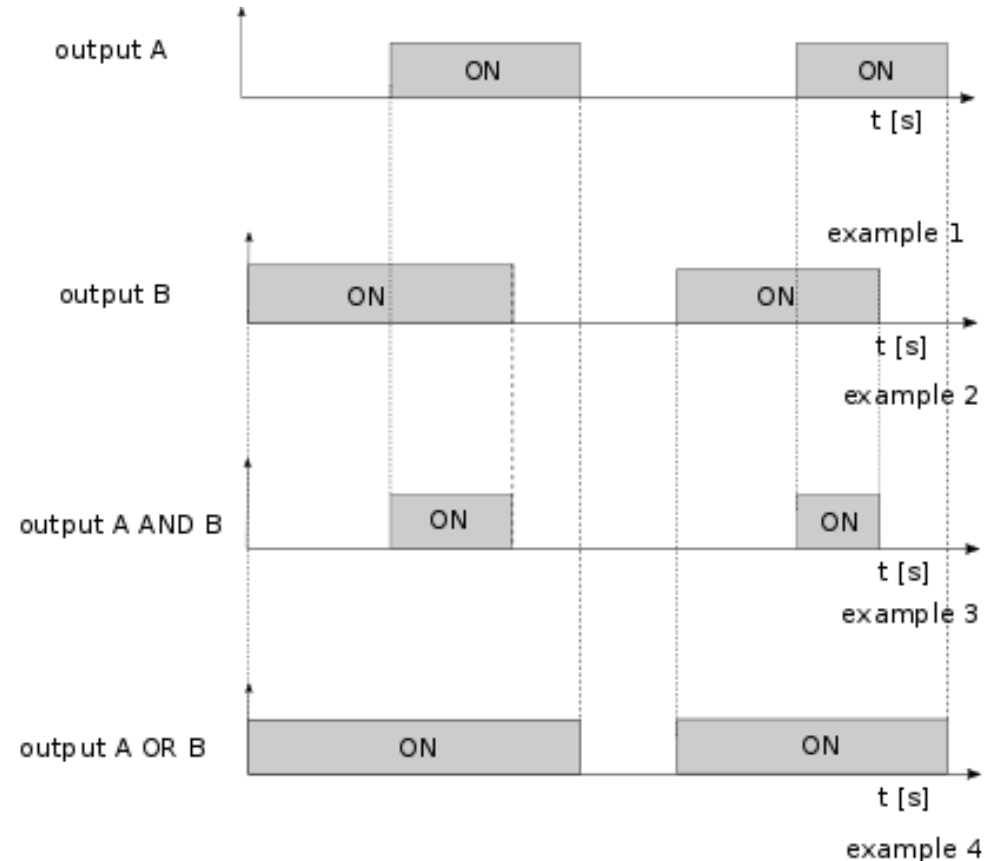 output A
ON
ON
t [s]
example 1
output B
ON
ON
t [s]
example 2
output A AND B
ON
ON
t [s]
example 3
output A OR B
ON
ON
t [s]
example 4